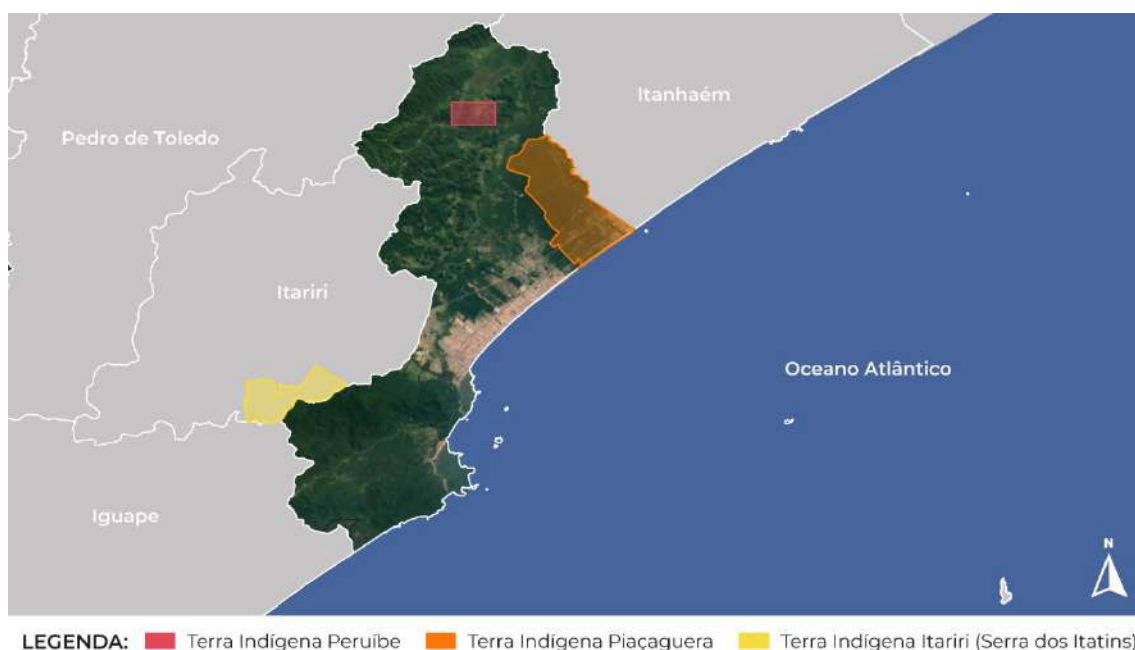 Itanhaém
Pedro de Toledo
Itariri
Oceano Atlântico
Iguape
N
LEGENDA: Terra Indígena Peruíbe Terra Indígena Piaçaguera Terra Indígena Itariri (Serra dos Itatins)